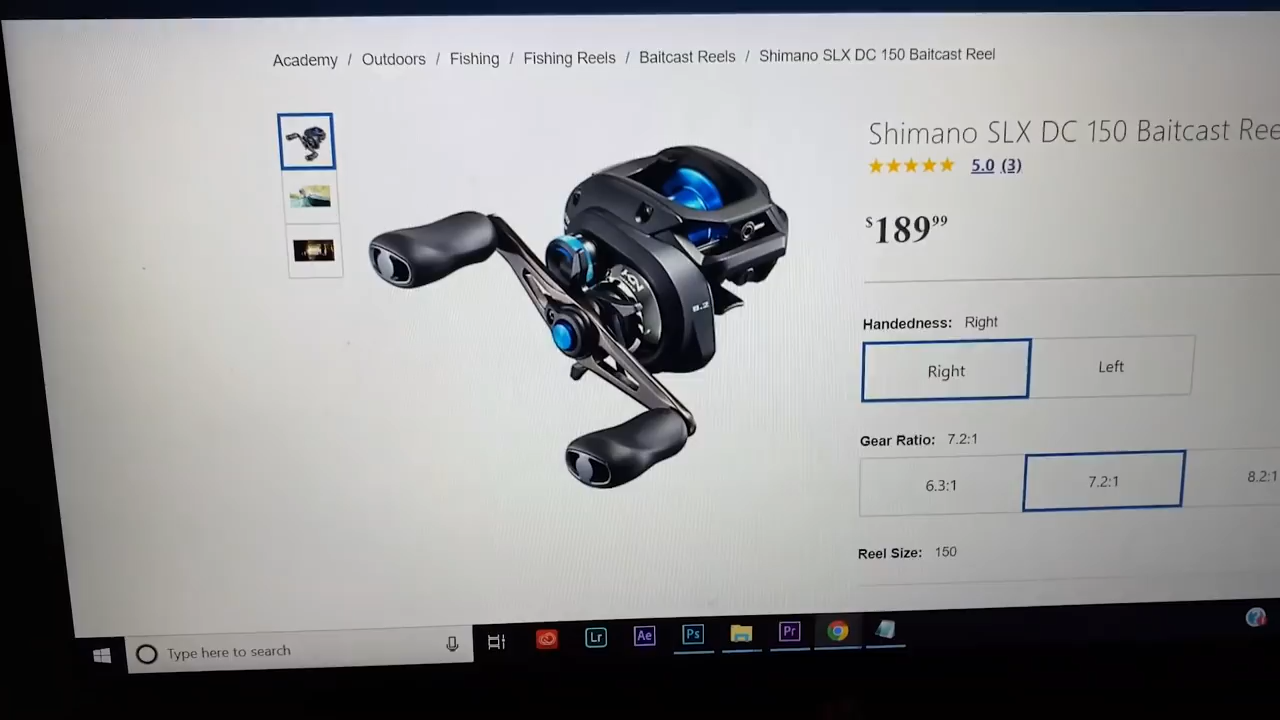 Academy / Outdoors / Fishing / Fishing Reels / Baitcast Reels / Shimano SLX DC 150 Baitcast Reel
Shimano SLX DC 150 Baitcast Ree
5.0 (3)
$189.99
Handedness: Right
Right Left
Gear Ratio: 7.2:1
6.3:1 7.2:1 8.2:1
Reel Size: 150
Type here to search
Lr Ae Ps Pr